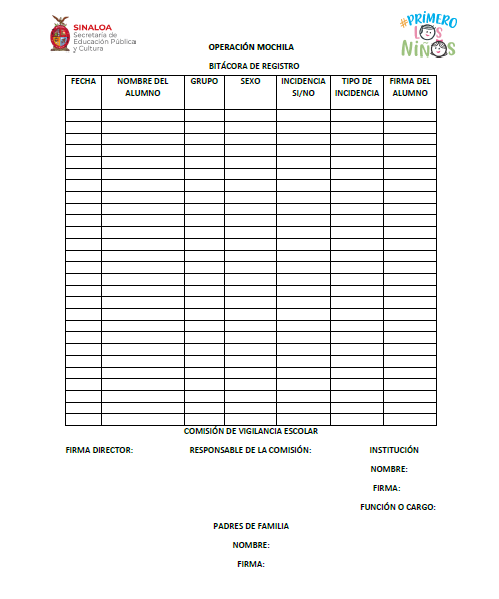 SINALOA
Secretaría de
Educación Pública
y Cultura
#PRIMERO
LOS
NIÑOS
OPERACIÓN MOCHILA
BITÁCORA DE REGISTRO
FECHA NOMBRE DEL ALUMNO GRUPO SEXO INCIDENCIA SI/NO TIPO DE INCIDENCIA FIRMA DEL ALUMNO
COMISIÓN DE VIGILANCIA ESCOLAR
FIRMA DIRECTOR: RESPONSABLE DE LA COMISIÓN: INSTITUCIÓN
NOMBRE:
FIRMA:
FUNCIÓN O CARGO:
PADRES DE FAMILIA
NOMBRE:
FIRMA: